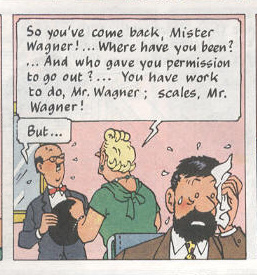 So you've come back, Mister
Wagner!... Where have you been?
... And who gave you permission
to go out?... You have work
to do, Mr. Wagner; scales, Mr.
Wagner!
But...